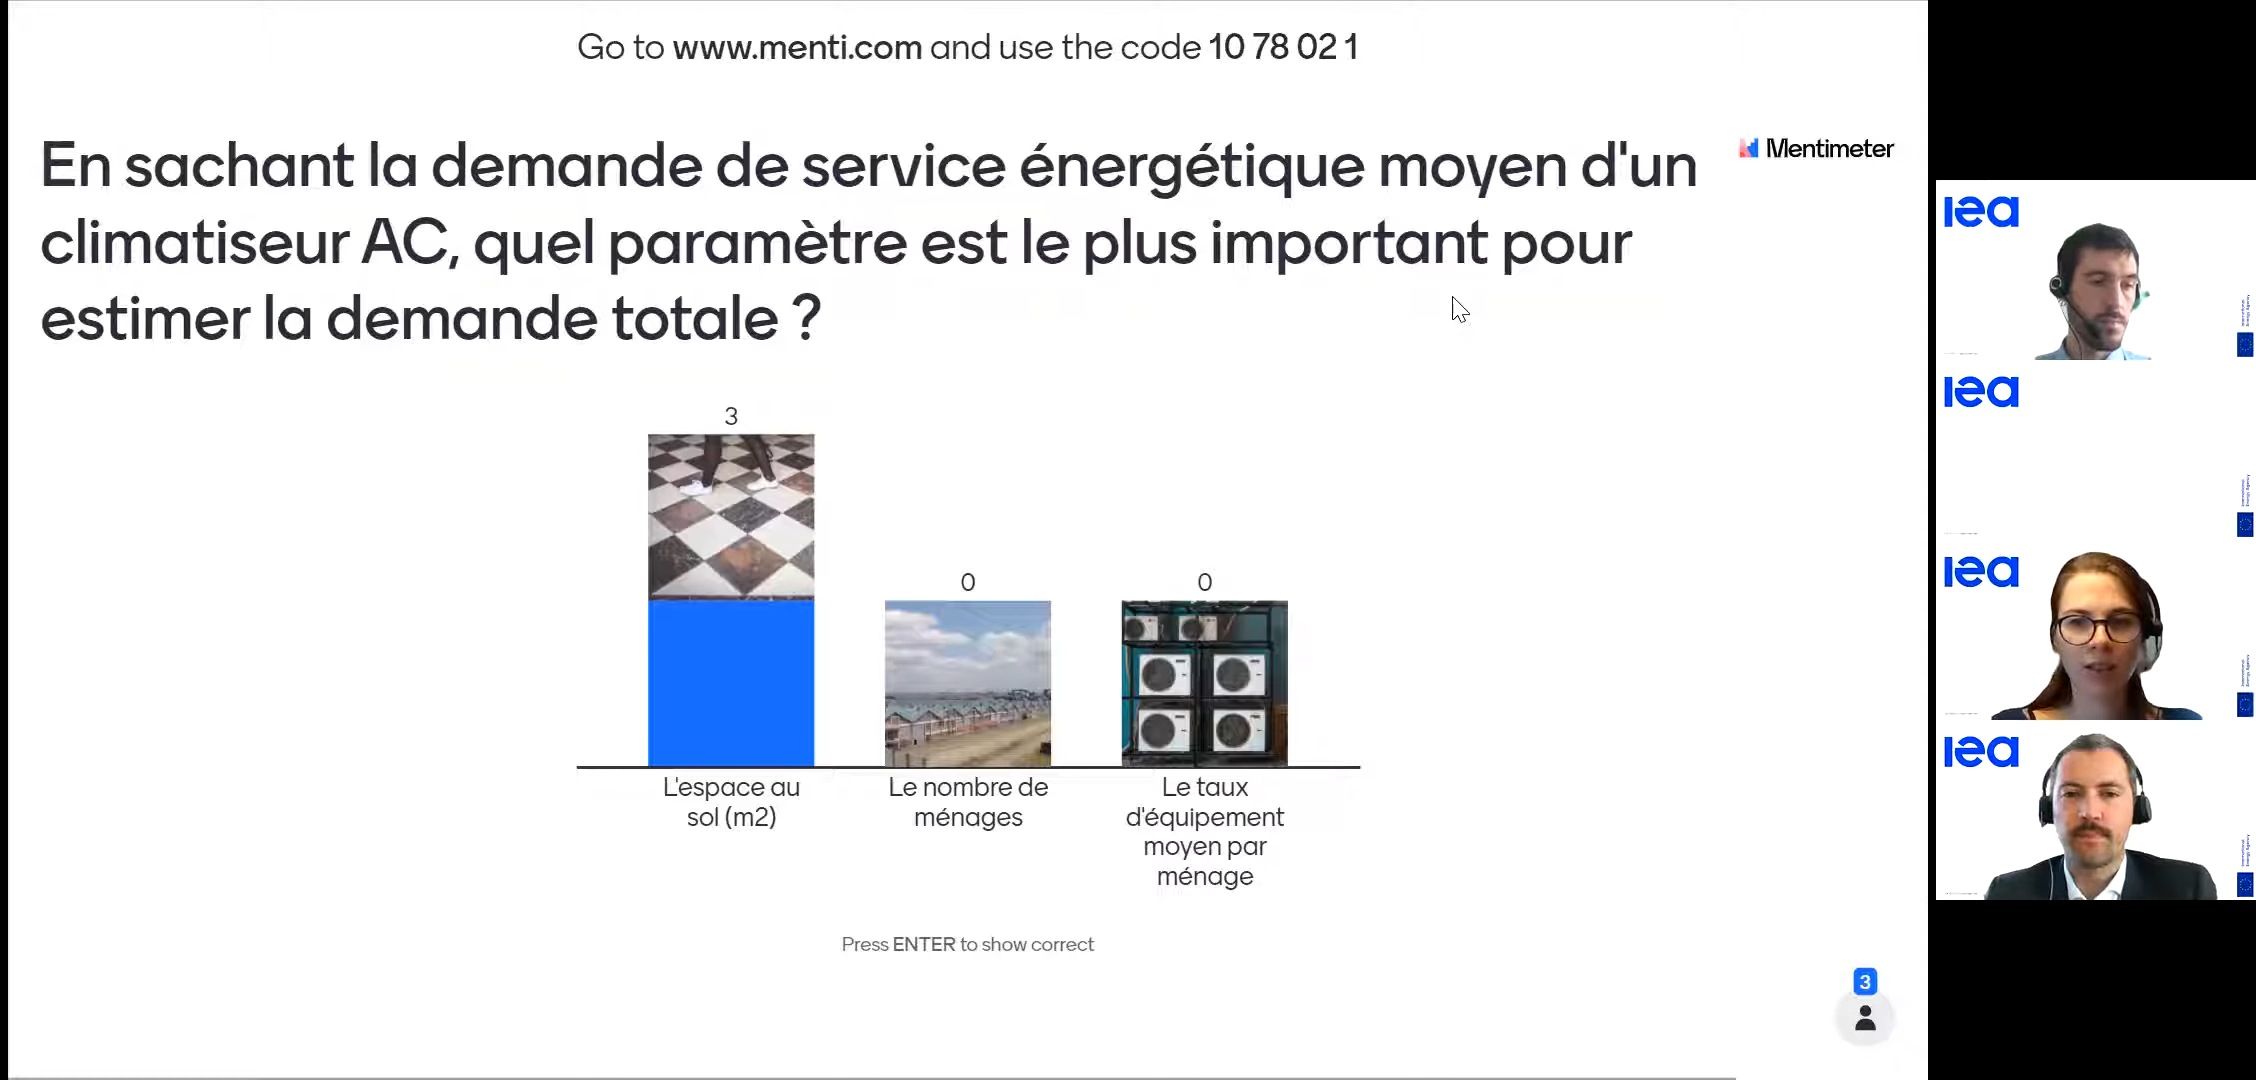 Go to www.menti.com and use the code 10 78 02 1
En sachant la demande de service énergétique moyen d'un
climatiseur AC, quel paramètre est le plus important pour
estimer la demande totale ?
Mentimeter
3
0
0
L'espace au
sol (m2)
Le nombre de
ménages
Le taux
d'équipement
moyen par
ménage
Press ENTER to show correct
3
iea
iea
iea
iea